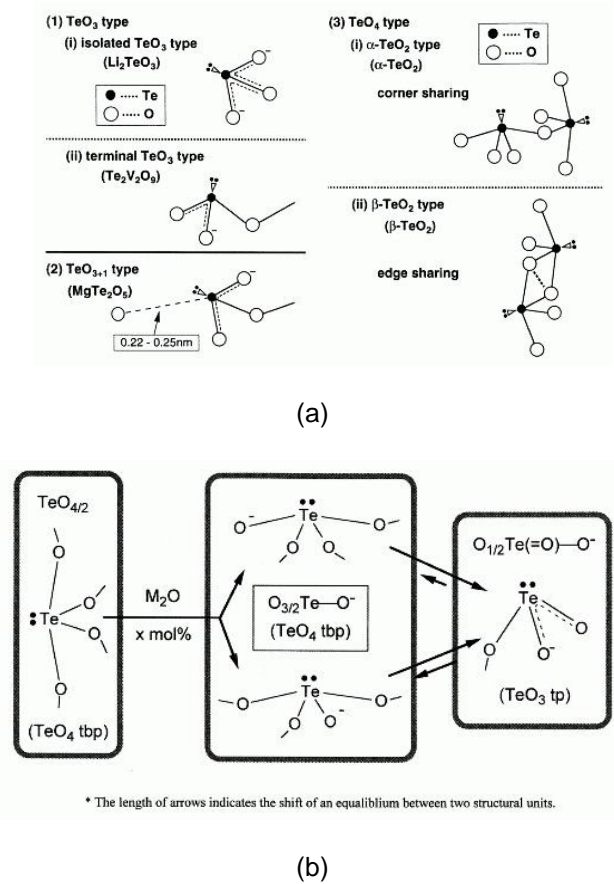 (1) TeO3 type
(i) isolated TeO3 type
(Li2TeO3)
O-
O-
● ····· Te
○ ····· O
(ii) terminal TeO3 type
(Te2V2O9)
-
(2) TeO3+1 type
(MgTe2O5)
-
-
0.22 - 0.25nm
(3) TeO4 type
(i) α-TeO2 type
(α-TeO2)
● ····· Te
○ ····· O
corner sharing
(ii) β-TeO2 type
(β-TeO2)
edge sharing
(a)
TeO4/2
O
Te
O
O
O
(TeO4 tbp)
M2O
x mol%
Te
O-
O
O
O
O3/2Te—O-
(TeO4 tbp)
Te
O
O
O
O-
O1/2Te(=O)—O-
Te
O
O
O-
(TeO3 tp)
* The length of arrows indicates the shift of an equaliblium between two structural units.
(b)